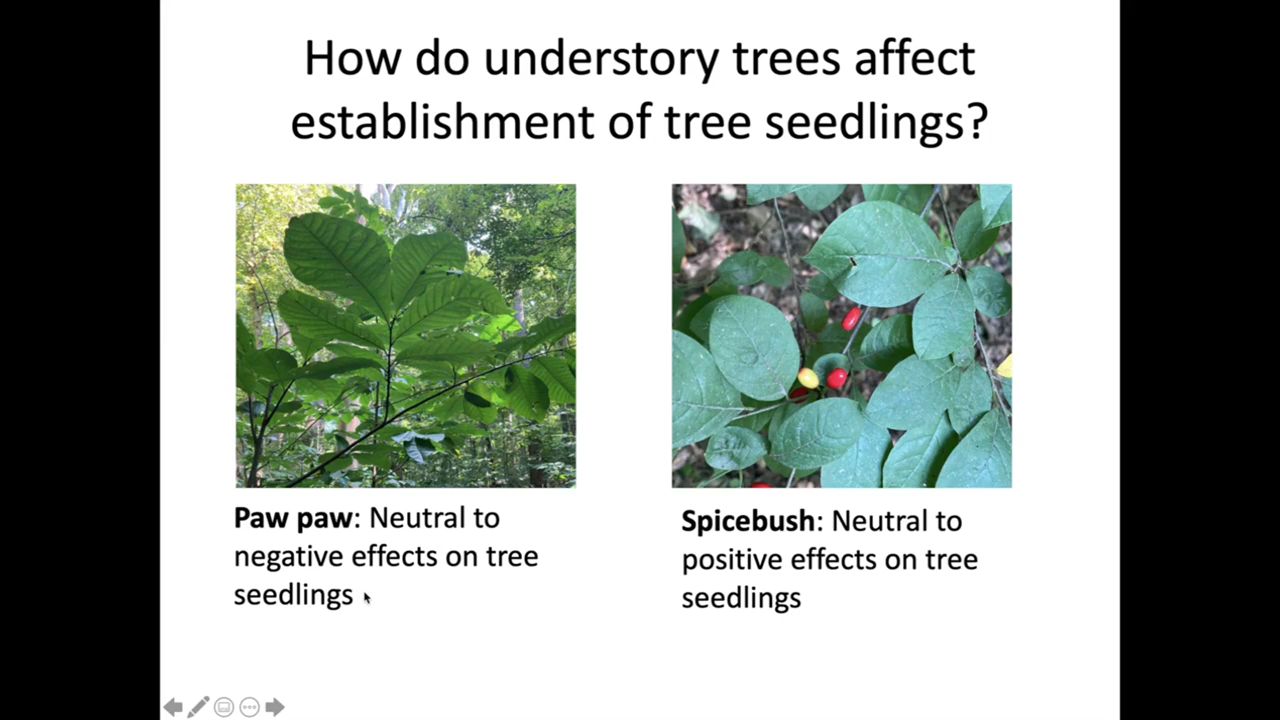 How do understory trees affect
establishment of tree seedlings?
Paw paw: Neutral to
negative effects on tree
seedlings
Spicebush: Neutral to
positive effects on tree
seedlings